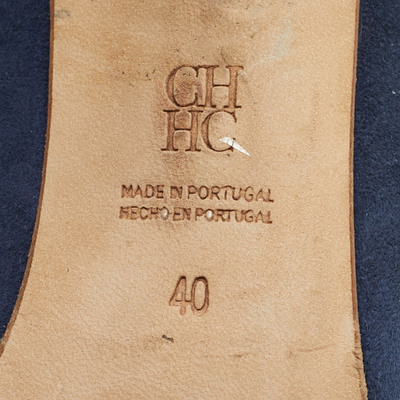 CH
HC
MADE IN PORTUGAL
HECHO EN PORTUGAL
40